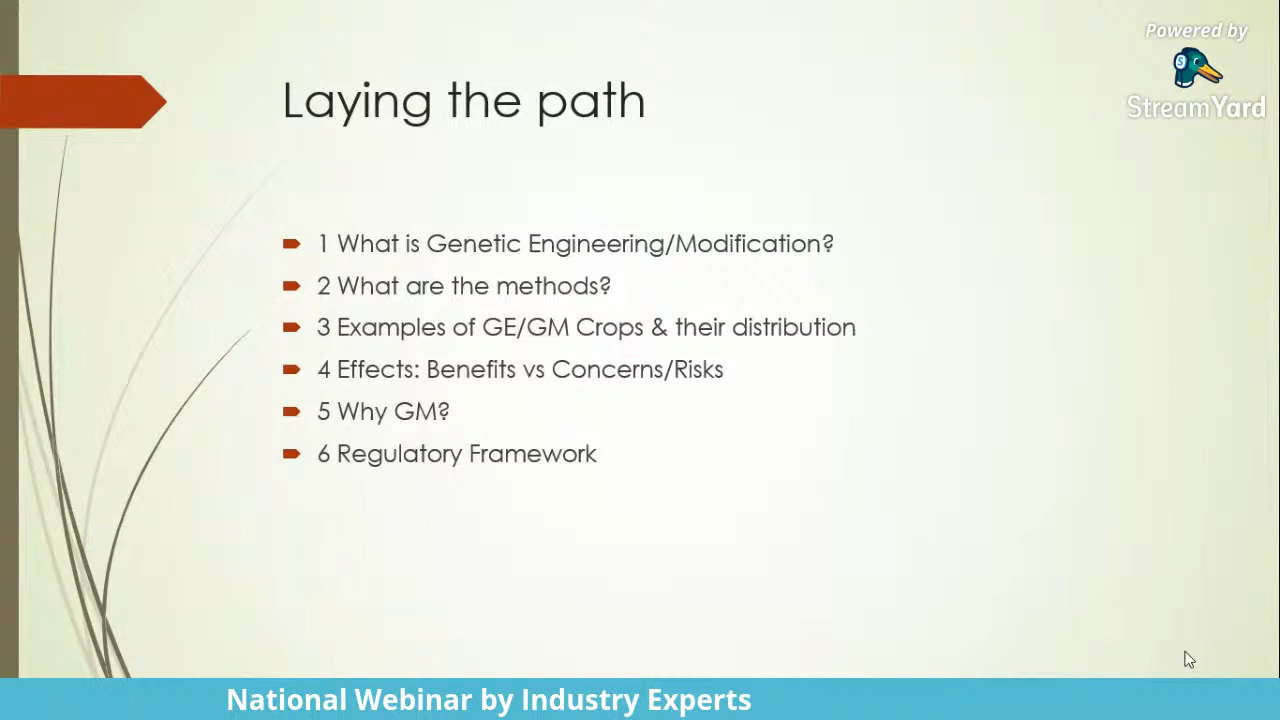 Powered by
StreamYard
Laying the path
1 What is Genetic Engineering/Modification?
2 What are the methods?
3 Examples of GE/GM Crops & their distribution
4 Effects: Benefits vs Concerns/Risks
5 Why GM?
6 Regulatory Framework
National Webinar by Industry Experts